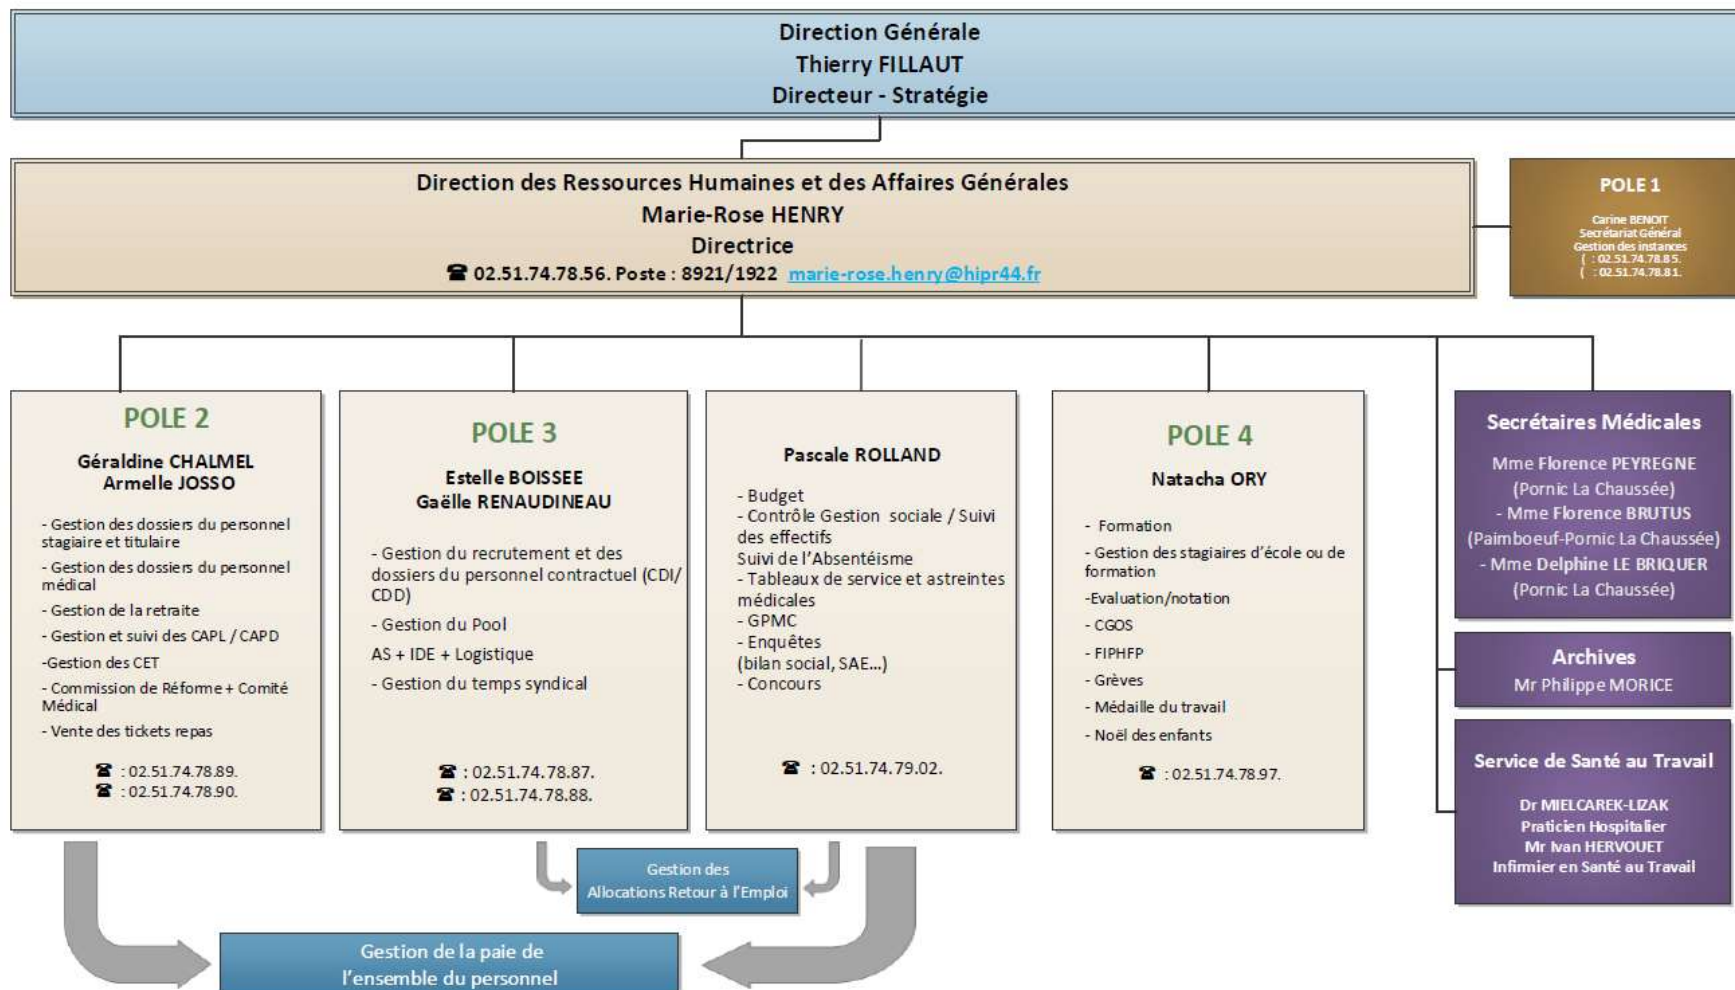 Direction Générale
Thierry FILLAUT
Directeur - Stratégie
Direction des Ressources Humaines et des Affaires Générales
Marie-Rose HENRY
Directrice
☎ 02.51.74.78.56. Poste : 8921/1922 marie-rose.henry@hipr44.fr
POLE 1
Carine BENOIT
Secrétariat Général
Gestion des instances
( : 02.51.74.78.85.
( : 02.51.74.78.81.
POLE 2
Géraldine CHALMEL
Armelle JOSSO
- Gestion des dossiers du personnel
stagiaire et titulaire
- Gestion des dossiers du personnel
médical
- Gestion de la retraite
- Gestion et suivi des CAPL / CAPD
-Gestion des CET
- Commission de Réforme + Comité
Médical
- Vente des tickets repas
☎ : 02.51.74.78.89.
☎ : 02.51.74.78.90.
POLE 3
Estelle BOISSEE
Gaëlle RENAUDINEAU
- Gestion du recrutement et des
dossiers du personnel contractuel (CDI/
CDD)
- Gestion du Pool
AS + IDE + Logistique
- Gestion du temps syndical
☎ : 02.51.74.78.87.
☎ : 02.51.74.78.88.
Pascale ROLLAND
- Budget
- Contrôle Gestion sociale / Suivi
des effectifs
Suivi de l'Absentéisme
- Tableaux de service et astreintes
médicales
- GPMC
- Enquêtes
(bilan social, SAE...)
- Concours
☎ : 02.51.74.79.02.
POLE 4
Natacha ORY
- Formation
- Gestion des stagiaires d'école ou de
formation
-Evaluation/notation
- CGOS
- FIPHFP
- Grèves
- Médaille du travail
- Noël des enfants
☎ : 02.51.74.78.97.
Secrétaires Médicales
Mme Florence PEYREGNE
(Pornic La Chaussée)
- Mme Florence BRUTUS
(Paimboeuf-Pornic La Chaussée)
- Mme Delphine LE BRIQUER
(Pornic La Chaussée)
Archives
Mr Philippe MORICE
Service de Santé au Travail
Dr MIELCAREK-LIZAK
Praticien Hospitalier
Mr Ivan HERVOUET
Infirmier en Santé au Travail
Gestion des
Allocations Retour à l'Emploi
Gestion de la paie de
l'ensemble du personnel